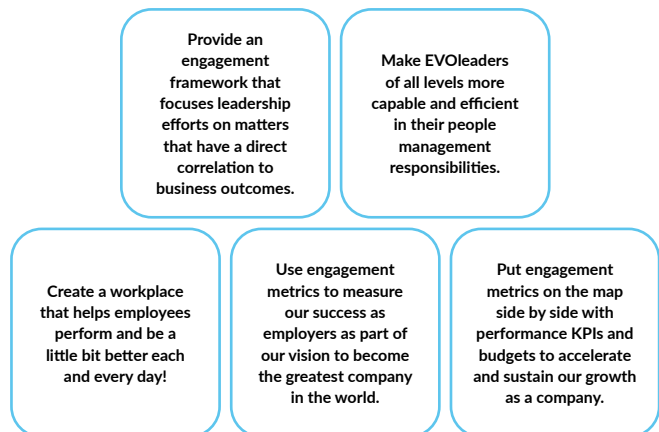 Provide an
engagement
framework that
focuses leadership
efforts on matters
that have a direct
correlation to
business outcomes.
Make EVOleaders
of all levels more
capable and efficient
in their people
management
responsibilities.
Create a workplace
that helps employees
perform and be a
little bit better each
and every day!
Use engagement
metrics to measure
our success as
employers as part of
our vision to become
the greatest company
in the world.
Put engagement
metrics on the map
side by side with
performance KPIs and
budgets to accelerate
and sustain our growth
as a company.